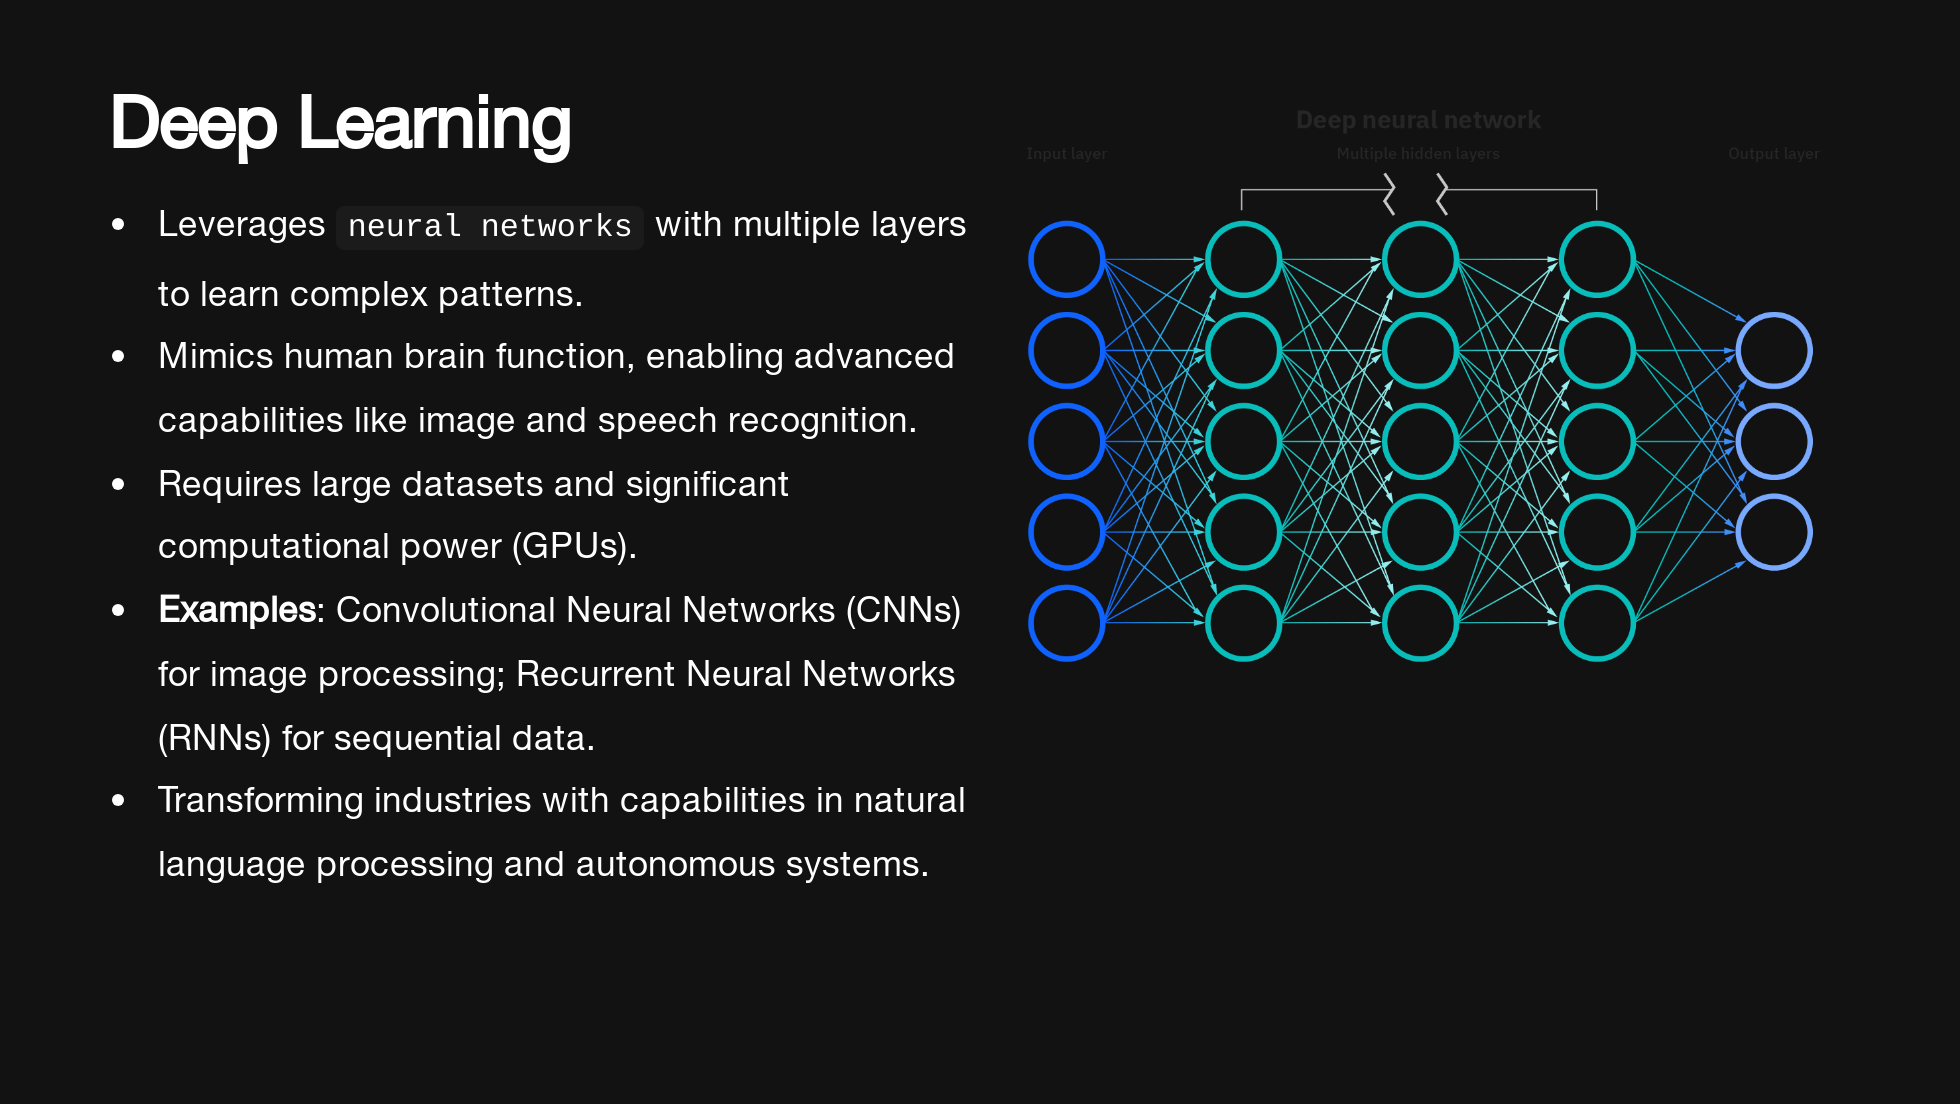 Deep Learning
• Leverages neural networks with multiple layers
to learn complex patterns.
• Mimics human brain function, enabling advanced
capabilities like image and speech recognition.
• Requires large datasets and significant
computational power (GPUs).
• Examples: Convolutional Neural Networks (CNNs)
for image processing; Recurrent Neural Networks
(RNNs) for sequential data.
• Transforming industries with capabilities in natural
language processing and autonomous systems.
Deep neural network
Input layer
Multiple hidden layers
Output layer